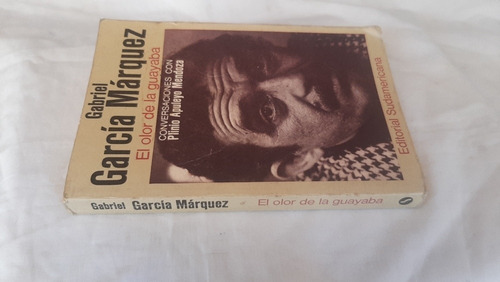 Gabriel
García Márquez
El olor de la guayaba
CONVERSACIONES CON
Plinio Apuleyo Mendoza
Editorial Sudamericana
Gabriel García Márquez El olor de la guayaba